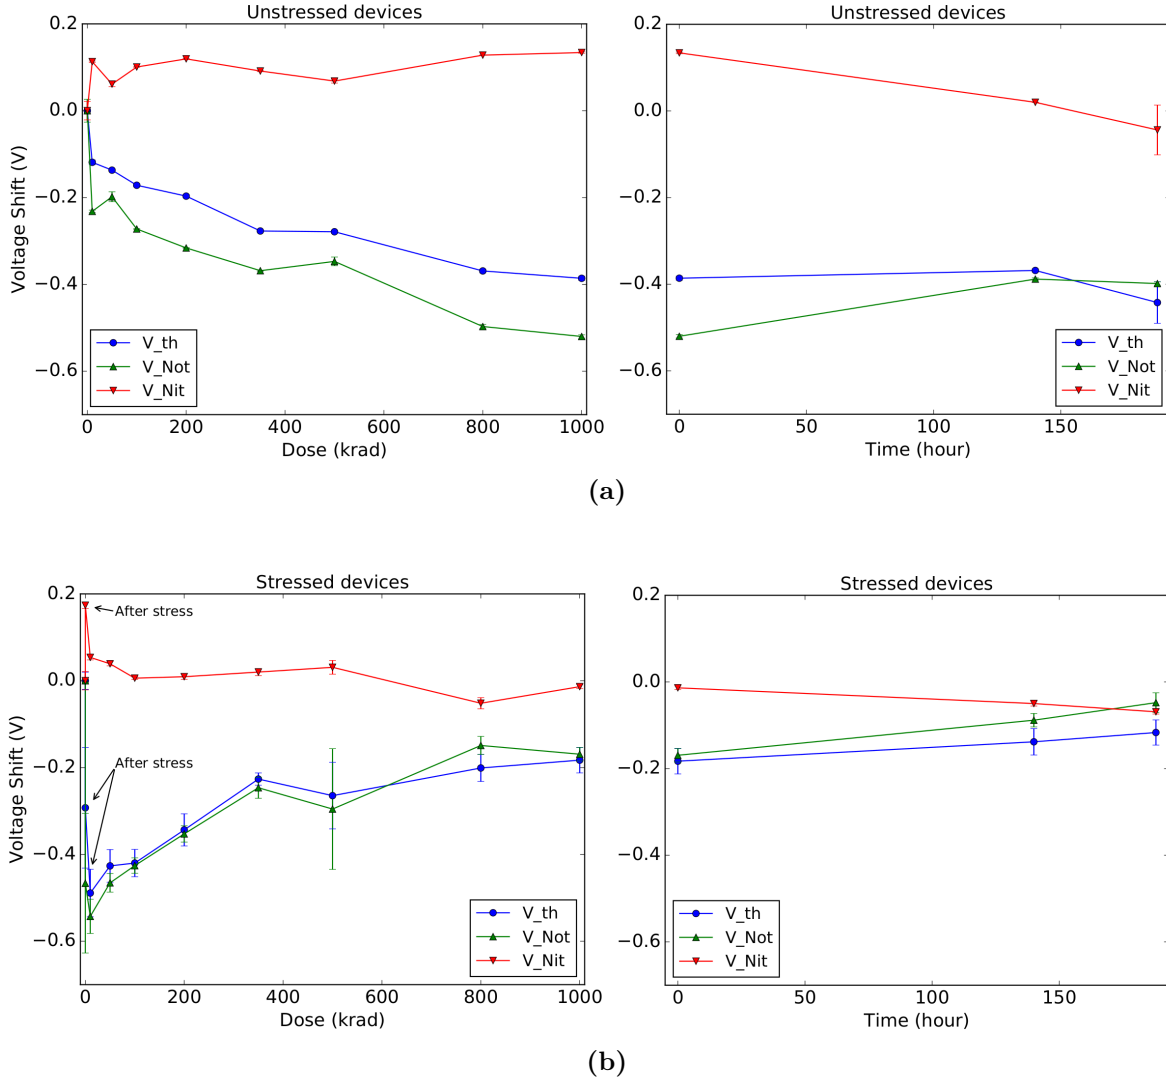 Unstressed devices
Voltage Shift (V)
0.2
0.0
−0.2
−0.4
−0.6
V_th
V_Not
V_Nit
0 200 400 600 800 1000
Dose (krad)
Unstressed devices
0.2
0.0
−0.2
−0.4
−0.6
V_th
V_Not
V_Nit
0 50 100 150
Time (hour)
(a)
Stressed devices
Voltage Shift (V)
0.2
0.0
−0.2
−0.4
−0.6
After stress
After stress
V_th
V_Not
V_Nit
0 200 400 600 800 1000
Dose (krad)
Stressed devices
0.2
0.0
−0.2
−0.4
−0.6
V_th
V_Not
V_Nit
0 50 100 150
Time (hour)
(b)